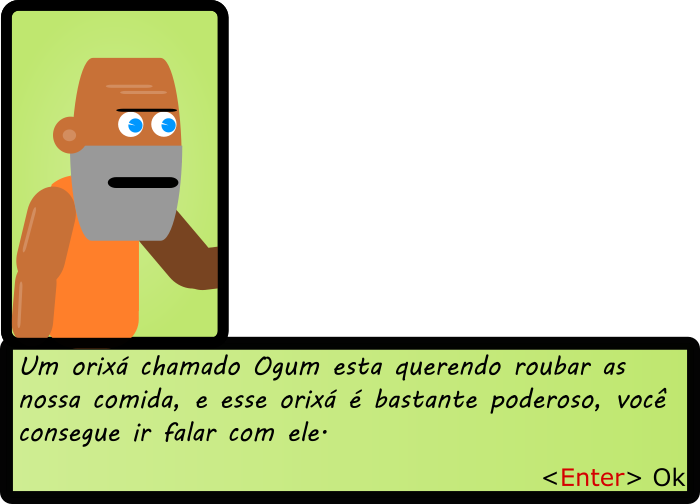 Um orixá chamado Ogum esta querendo roubar as
nossa comida, e esse orixá é bastante poderoso, você
consegue ir falar com ele.
<Enter> Ok